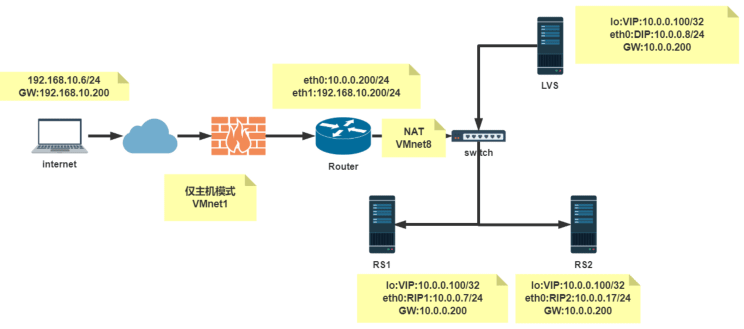 lo:VIP:10.0.0.100/32
eth0:DIP:10.0.0.8/24
GW:10.0.0.200
LVS
192.168.10.6/24
GW:192.168.10.200
internet
eth0:10.0.0.200/24
eth1:192.168.10.200/24
Router
NAT
VMnet8
switch
仅主机模式
VMnet1
RS1
RS2
lo:VIP:10.0.0.100/32
eth0:RIP1:10.0.0.7/24
GW:10.0.0.200
lo:VIP:10.0.0.100/32
eth0:RIP2:10.0.0.17/24
GW:10.0.0.200